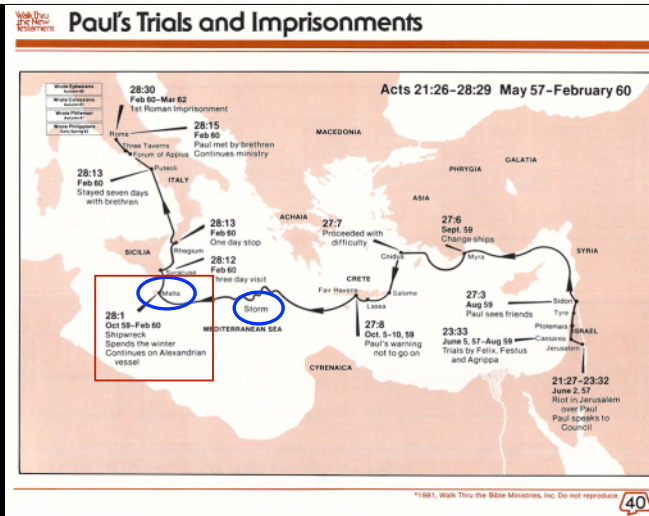 Walk Thru
the New
Testament
Paul's Trials and Imprisonments
Acts 21:26-28:29 May 57-February 60
Whole Ephesians
Whole Colossians
Whole Philemon
Whole Philippians
28:30
Feb 60-Mar 62
1st Roman Imprisonment
28:15
Feb 60
Paul met by brethren
Continues ministry
Rome
Three Taverns
Forum of Appius
Puteoli
28:13
Feb 60
Stayed seven days
with brethren
ITALY
MACEDONIA
GALATIA
PHRYGIA
ASIA
ACHAIA
28:13
Feb 60
One day stop
Rhegium
SICILIA
Syracuse
28:12
Feb 60
Three day visit
27:7
Proceeded with
difficulty
Cnidus
27:6
Sept. 59
Change ships
Myra
SYRIA
Malta
Storm
MEDITERRANEAN SEA
CRETE
Fair Havens
Salome
Lasea
28:1
Oct 59-Feb 60
Shipwreck
Spends the winter
Continues on Alexandrian
vessel
27:8
Oct. 5-10, 59
Paul's warning
not to go on
27:3
Aug 59
Paul sees friends
Sidon
Tyre
Ptolemais
ISRAEL
Caesarea
Jerusalem
23:33
June 5, 57-Aug 59
Trials by Felix, Festus
and Agrippa
CYRENAICA
21:27-23:32
June 2, 57
Riot in Jerusalem
over Paul
Paul speaks to
Council
©1981, Walk Thru the Bible Ministries, Inc. Do not reproduce.
40